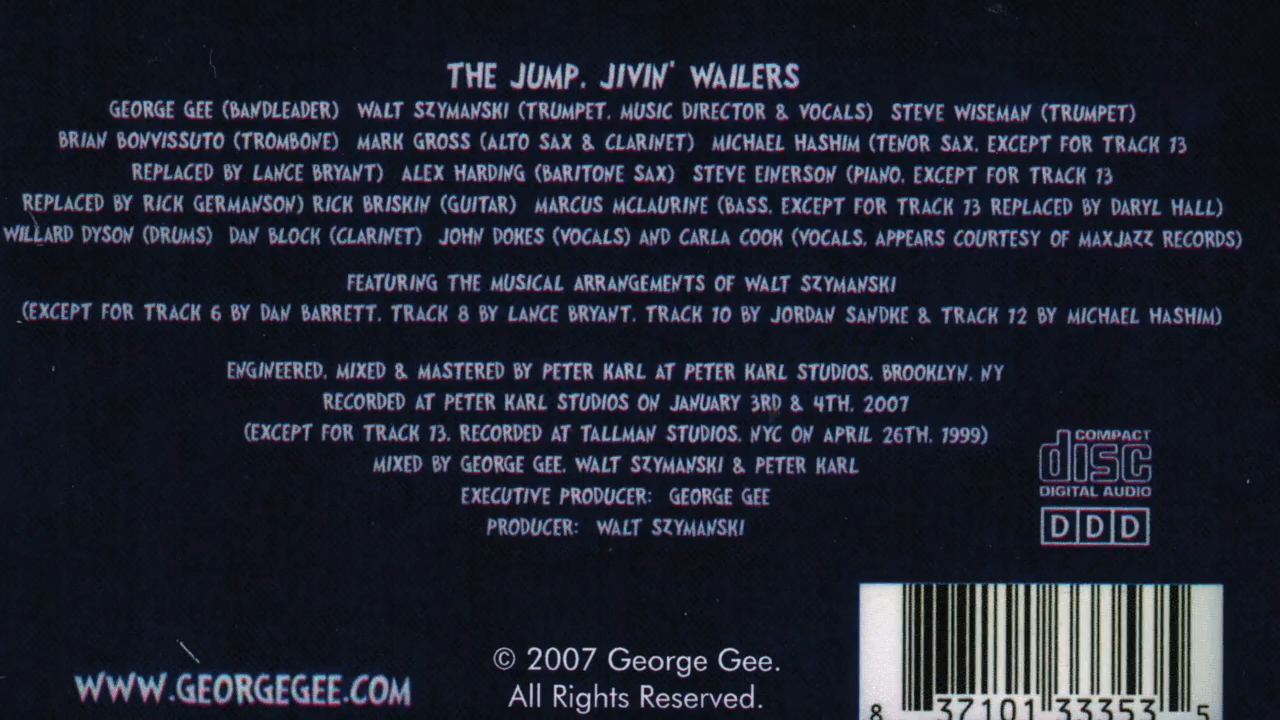 THE JUMP, JIVIN' WAILERS
GEORGE GEE (BANDLEADER) WALT SZYMANSKI (TRUMPET, MUSIC DIRECTOR & VOCALS) STEVE WISEMAN (TRUMPET)
BRIAN BONVISSUTO (TROMBONE) MARK GROSS (ALTO SAX & CLARINET) MICHAEL HASHIM (TENOR SAX, EXCEPT FOR TRACK 13
REPLACED BY LANCE BRYANT) ALEX HARDING (BARITONE SAX) STEVE EINERSON (PIANO, EXCEPT FOR TRACK 13
REPLACED BY RICK GERMANSON) RICK BRISKIN (GUITAR) MARCUS MCLAURINE (BASS, EXCEPT FOR TRACK 13 REPLACED BY DARYL HALL)
WILLARD DYSON (DRUMS) DAN BLOCK (CLARINET) JOHN DOKES (VOCALS) AND CARLA COOK (VOCALS, APPEARS COURTESY OF MAXJAZZ RECORDS)
FEATURING THE MUSICAL ARRANGEMENTS OF WALT SZYMANSKI
(EXCEPT FOR TRACK 6 BY DAN BARRETT, TRACK 8 BY LANCE BRYANT, TRACK 10 BY JORDAN SANDKE & TRACK 12 BY MICHAEL HASHIM)
ENGINEERED, MIXED & MASTERED BY PETER KARL AT PETER KARL STUDIOS, BROOKLYN, NY
RECORDED AT PETER KARL STUDIOS ON JANUARY 3RD & 4TH, 2007
(EXCEPT FOR TRACK 13, RECORDED AT TALLMAN STUDIOS, NYC ON APRIL 26TH, 1999)
MIXED BY GEORGE GEE, WALT SZYMANSKI & PETER KARL
EXECUTIVE PRODUCER: GEORGE GEE
PRODUCER: WALT SZYMANSKI
COMPACT
disc
DIGITAL AUDIO
DDD
WWW.GEORGEGEE.COM
© 2007 George Gee.
All Rights Reserved.
8 37101 33353 5